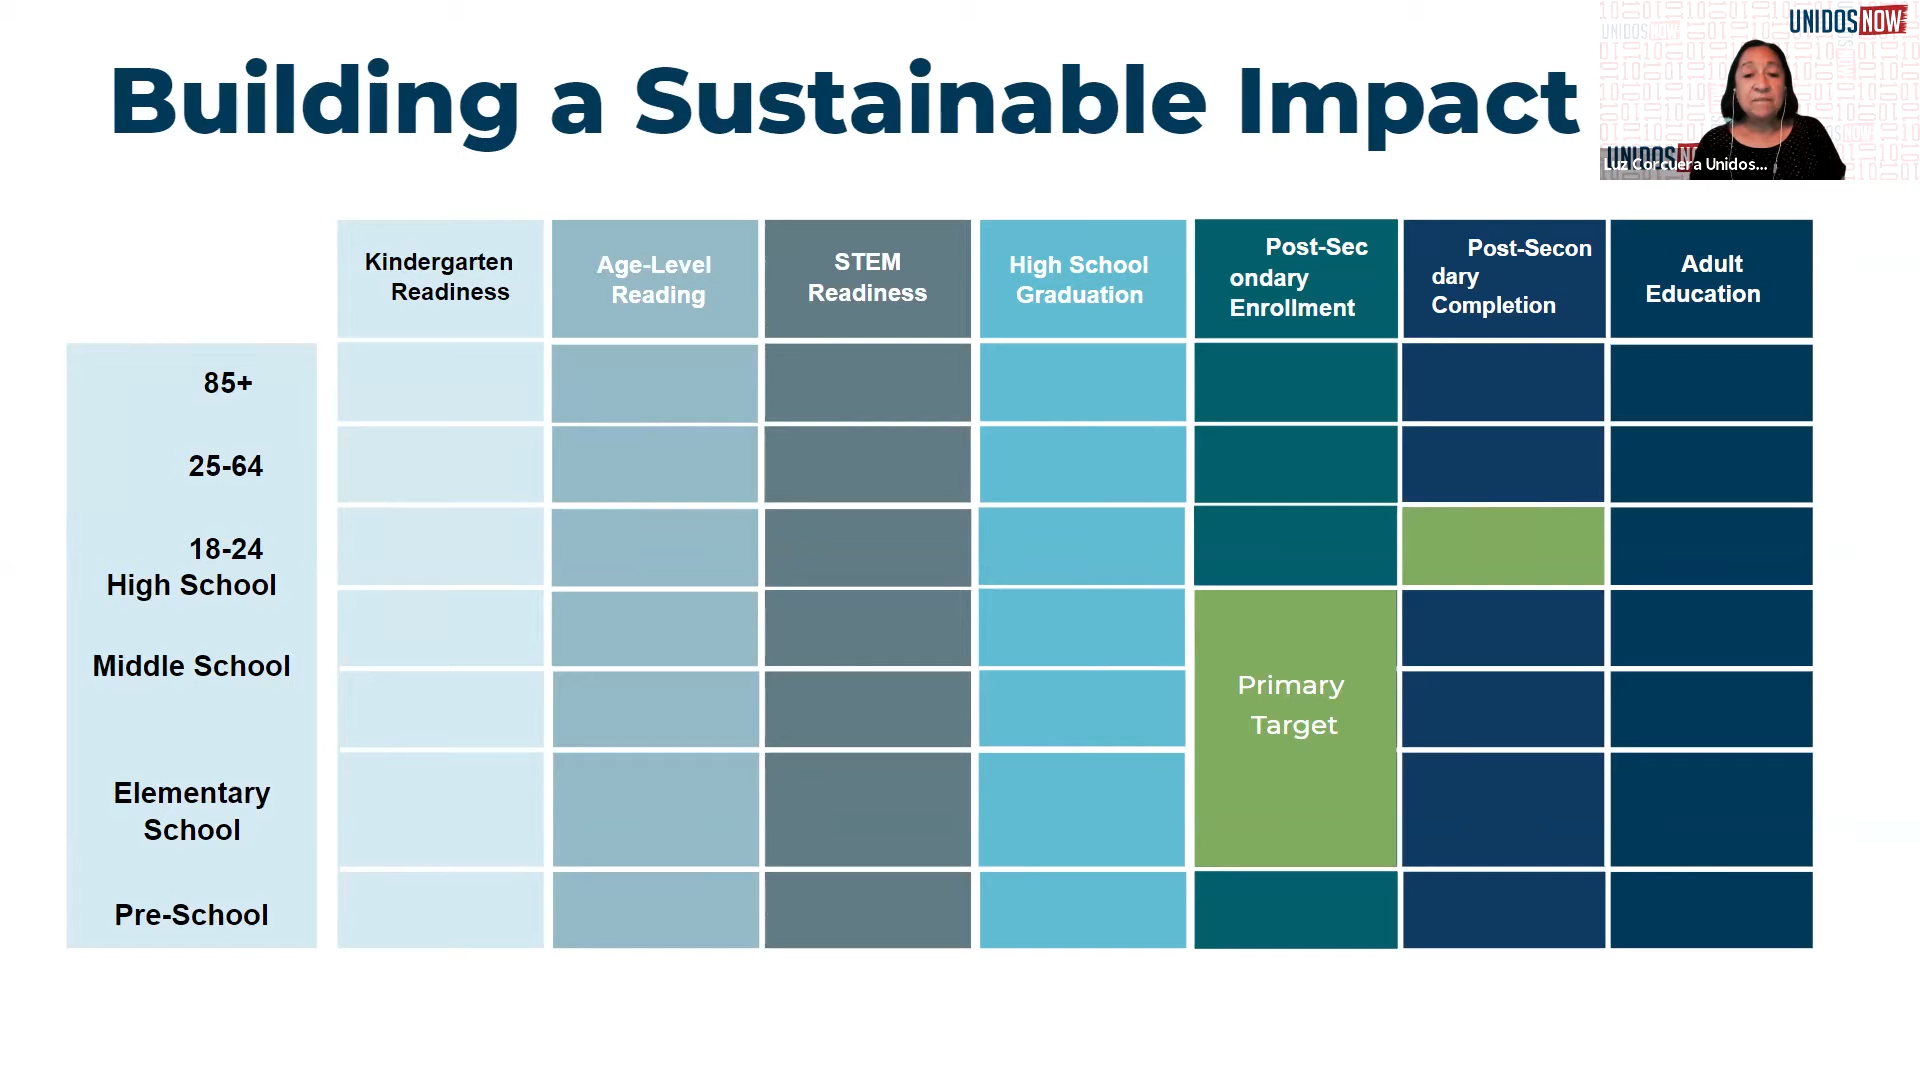 Building a Sustainable Impact
UNIDOS NOW
Luz Corcuera Unidos...
Kindergarten
Readiness
Age-Level
Reading
STEM
Readiness
High School
Graduation
Post-Sec
ondary
Enrollment
Post-Secon
dary
Completion
Adult
Education
85+
25-64
18-24
High School
Middle School
Elementary
School
Pre-School
Primary
Target